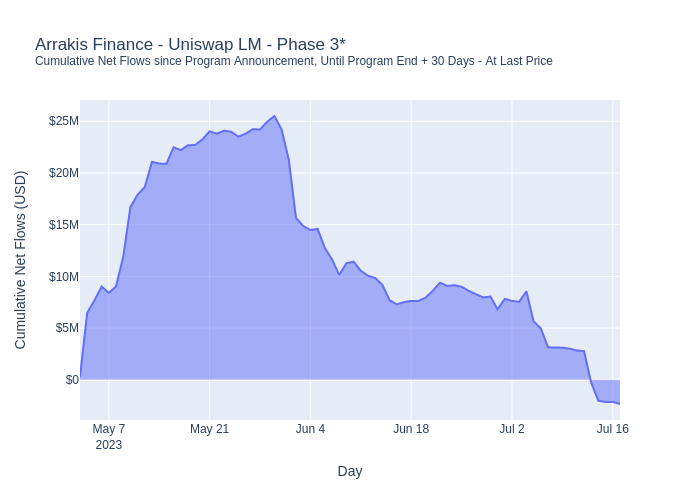 Arrakis Finance - Uniswap LM - Phase 3*
Cumulative Net Flows since Program Announcement, Until Program End + 30 Days - At Last Price
Cumulative Net Flows (USD)
$25M
$20M
$15M
$10M
$5M
$0
May 7
2023
May 21
Jun 4
Jun 18
Jul 2
Jul 16
Day